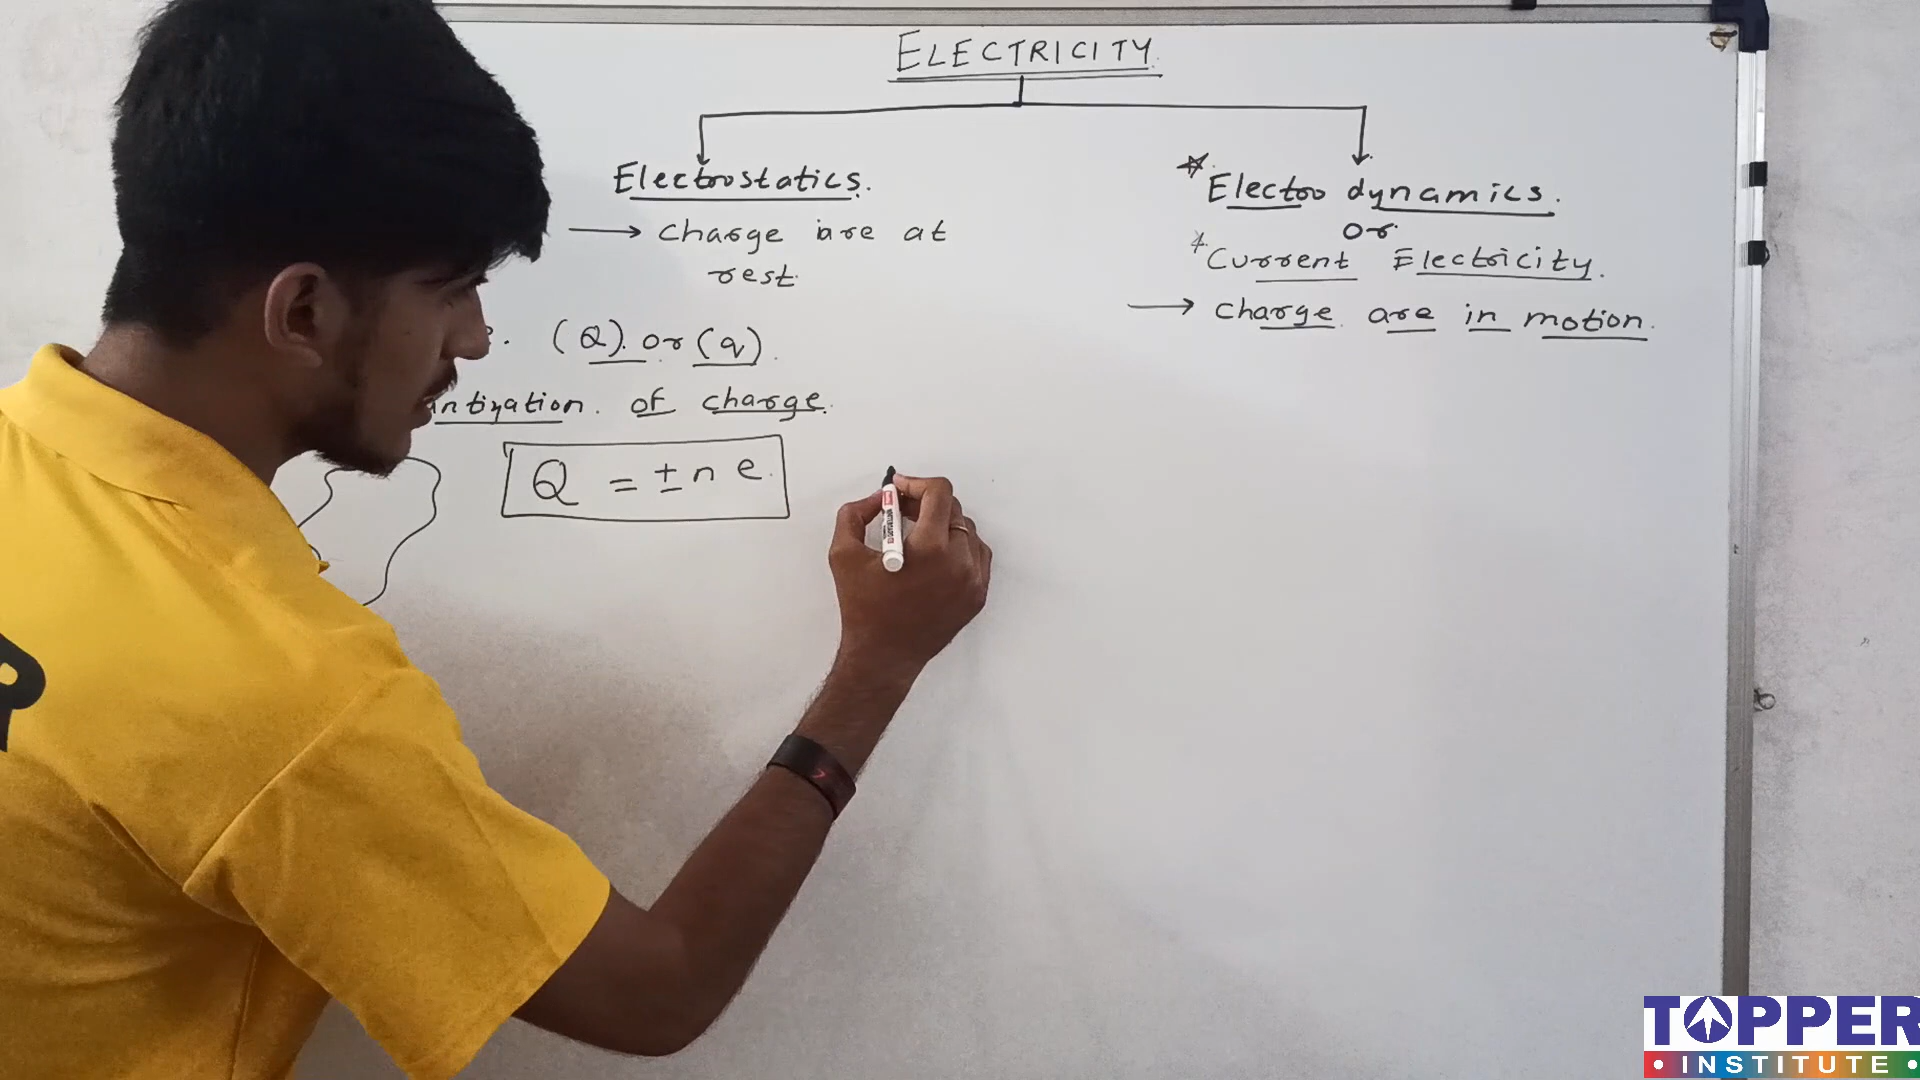 ELECTRICITY
Electrostatics.
→ charge are at
rest
(Q) or (q).
of charge.
Q = ±n e
* Electro dynamics.
or
* Current Electricity.
→ charge are in motion.
TOPPER
INSTITUTE